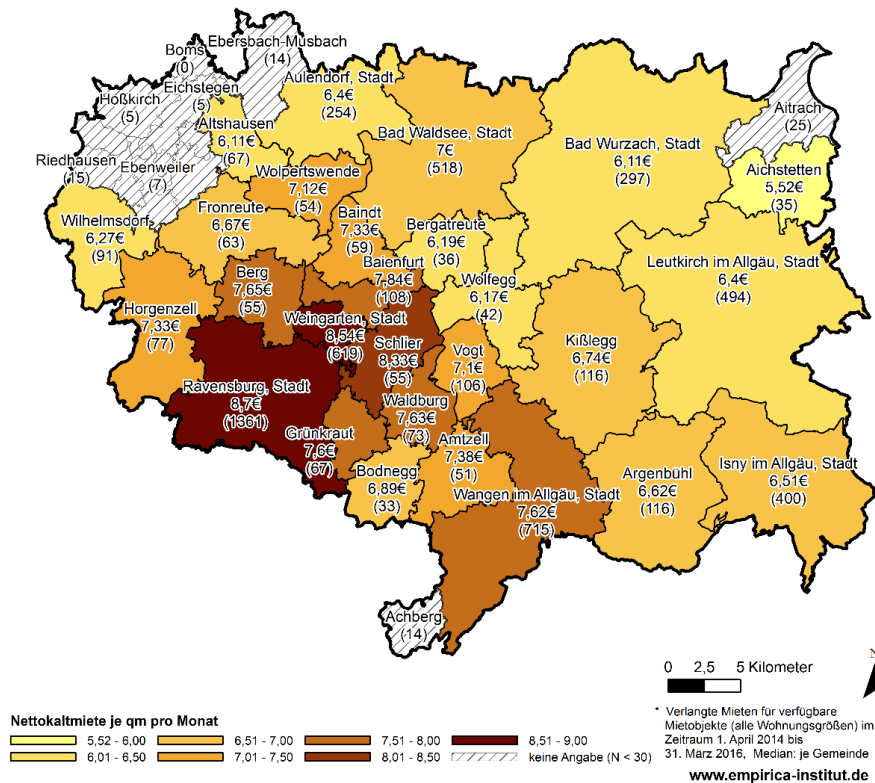 Ebersbach-Musbach
(14)
Boms
(0)
Eichstegen
(5)
Hoßkirch
(5)
Aulendorf, Stadt
6,4€
(254)
Altshausen
6,11€
(67)
Riedhausen
(15)
Ebenweiler
(7)
Bad Waldsee, Stadt
7€
(518)
Bad Wurzach, Stadt
6,11€
(297)
Aitrach
(25)
Aichstetten
5,52€
(35)
Wolpertswende
7,12€
(54)
Fronreute
6,67€
(63)
Wilhelmsdorf
6,27€
(91)
Baindt
7,33€
(59)
Bergatreute
6,19€
(36)
Baienfurt
7,84€
(108)
Wolfegg
6,17€
(42)
Leutkirch im Allgäu, Stadt
6,4€
(494)
Berg
7,65€
(55)
Horgenzell
7,33€
(77)
Weingarten, Stadt
8,54€
(619)
Schlier
8,33€
(55)
Vogt
7,1€
(106)
Kißlegg
6,74€
(116)
Ravensburg, Stadt
8,7€
(1361)
Waldburg
7,63€
(73)
Grünkraut
7,6€
(67)
Amtzell
7,38€
(51)
Bodnegg
6,89€
(33)
Wangen im Allgäu, Stadt
7,62€
(715)
Argenbühl
6,62€
(116)
Isny im Allgäu, Stadt
6,51€
(400)
Achberg
(14)
N
0 2,5 5 Kilometer
Nettokaltmiete je qm pro Monat
5,52 - 6,00
6,51 - 7,00
7,51 - 8,00
8,51 - 9,00
6,01 - 6,50
7,01 - 7,50
8,01 - 8,50
keine Angabe (N < 30)
* Verlangte Mieten für verfügbare
Mietobjekte (alle Wohnungsgrößen) im
Zeitraum 1. April 2014 bis
31. März 2016, Median: je Gemeinde
www.empirica-institut.de